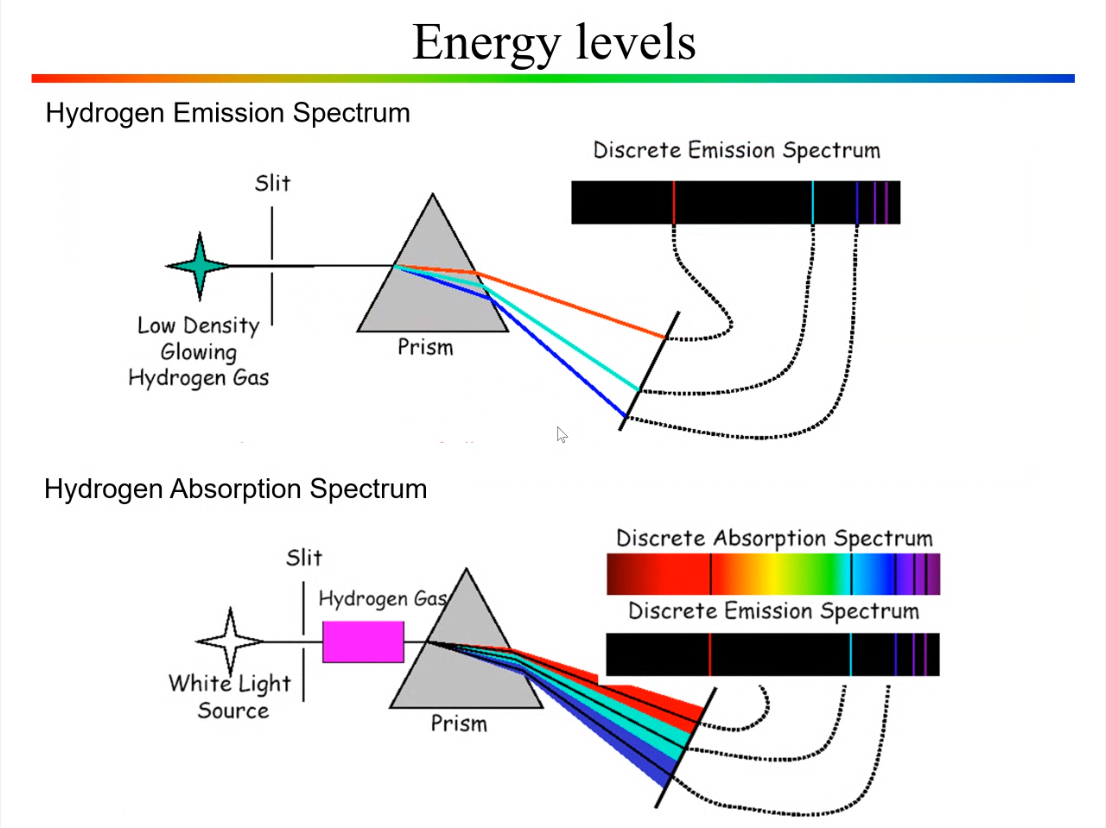 Energy levels
Hydrogen Emission Spectrum
Discrete Emission Spectrum
Slit
Low Density
Glowing
Hydrogen Gas
Prism
Hydrogen Absorption Spectrum
Discrete Absorption Spectrum
Slit
Hydrogen Gas
Discrete Emission Spectrum
White Light
Source
Prism